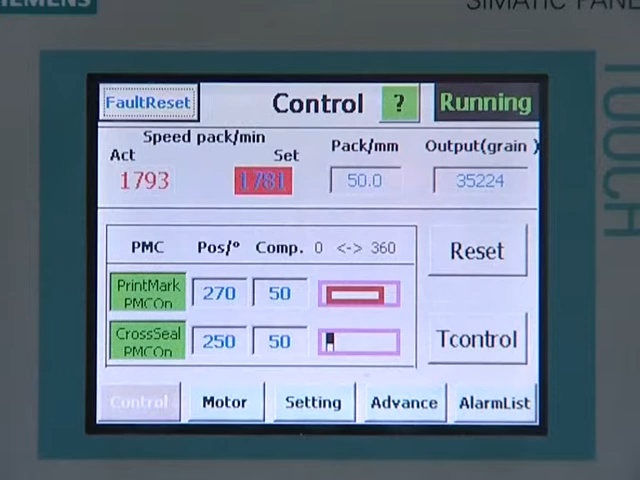 SIEMENS
SIMATIC PANEL
TOUCH
FaultReset
Control
?
Running
Speed pack/min
Act
Set
Pack/mm
Output(grain )
1793
1781
50.0
35224
PMC Pos/° Comp. 0 <-> 360
PrintMark
PMCOn
270
50
CrossSeal
PMCOn
250
50
Reset
Tcontrol
Control
Motor
Setting
Advance
AlarmList